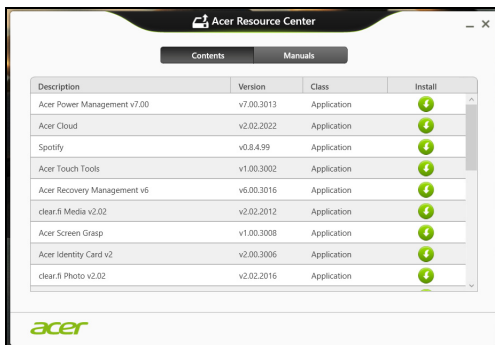 Acer Resource Center
Contents Manuals
Description Version Class Install
Acer Power Management v7.00 v7.00.3013 Application
Acer Cloud v2.02.2022 Application
Spotify v0.8.4.99 Application
Acer Touch Tools v1.00.3002 Application
Acer Recovery Management v6 v6.00.3016 Application
clear.fi Media v2.02 v2.02.2012 Application
Acer Screen Grasp v1.00.3008 Application
Acer Identity Card v2 v2.00.3006 Application
clear.fi Photo v2.02 v2.02.2016 Application
acer